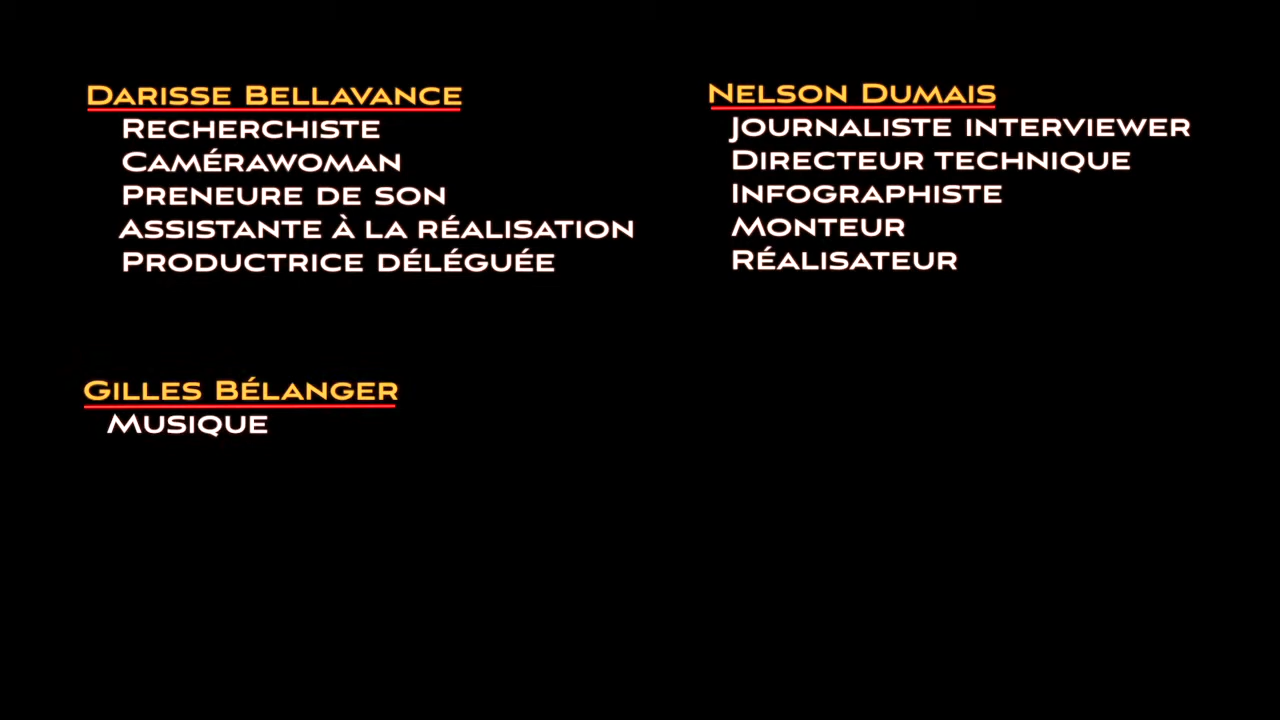 Darisse Bellavance
Recherchiste
Camérawoman
Preneure de son
Assistante à la réalisation
Productrice déléguée
Nelson Dumais
Journaliste interviewer
Directeur technique
Infographiste
Monteur
Réalisateur
Gilles Bélanger
Musique